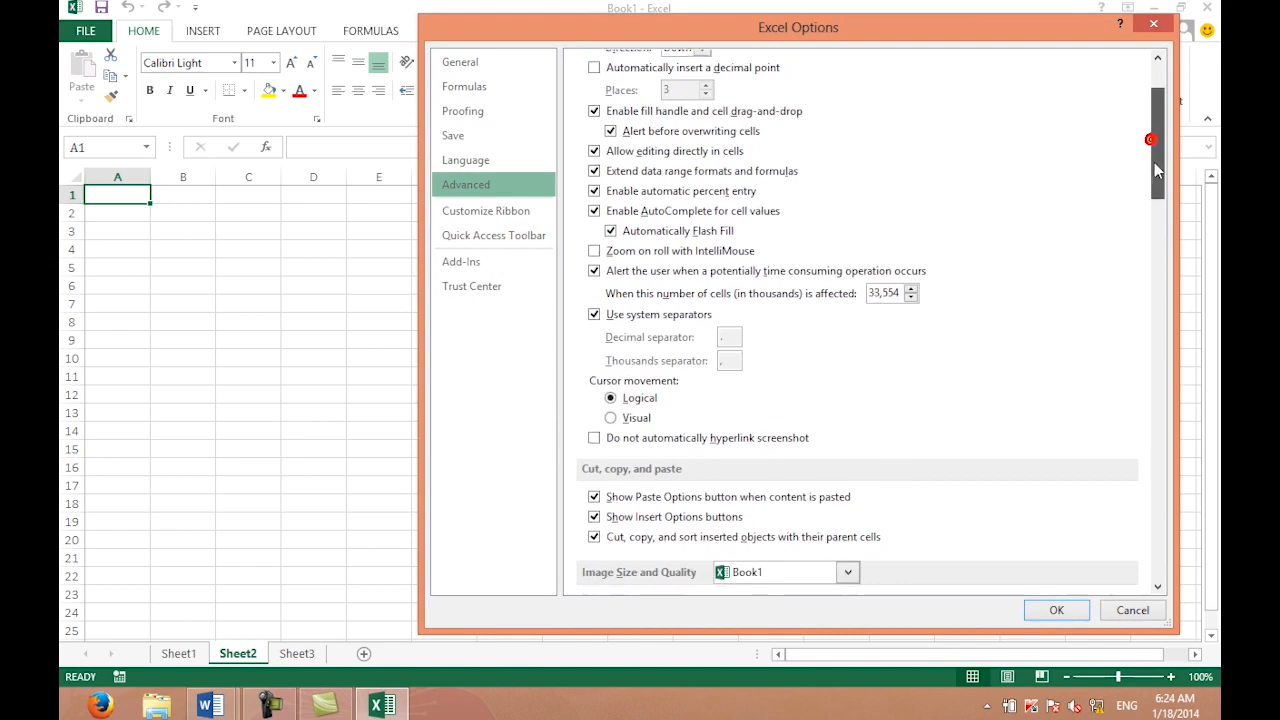 Book1 - Excel
FILE HOME INSERT PAGE LAYOUT FORMULAS
Paste
Clipboard
Calibri Light 11
B I U
Font
A1
A B C D E
1
2
3
4
5
6
7
8
9
10
11
12
13
14
15
16
17
18
19
20
21
22
23
24
25
Sheet1 Sheet2 Sheet3
READY
100%
Excel Options
General
Formulas
Proofing
Save
Language
Advanced
Customize Ribbon
Quick Access Toolbar
Add-Ins
Trust Center
Direction: Down
Automatically insert a decimal point
Places: 3
Enable fill handle and cell drag-and-drop
Alert before overwriting cells
Allow editing directly in cells
Extend data range formats and formulas
Enable automatic percent entry
Enable AutoComplete for cell values
Automatically Flash Fill
Zoom on roll with IntelliMouse
Alert the user when a potentially time consuming operation occurs
When this number of cells (in thousands) is affected: 33,554
Use system separators
Decimal separator: .
Thousands separator: ,
Cursor movement:
Logical
Visual
Do not automatically hyperlink screenshot
Cut, copy, and paste
Show Paste Options button when content is pasted
Show Insert Options buttons
Cut, copy, and sort inserted objects with their parent cells
Image Size and Quality Book1
OK Cancel
ENG
6:24 AM
1/18/2014